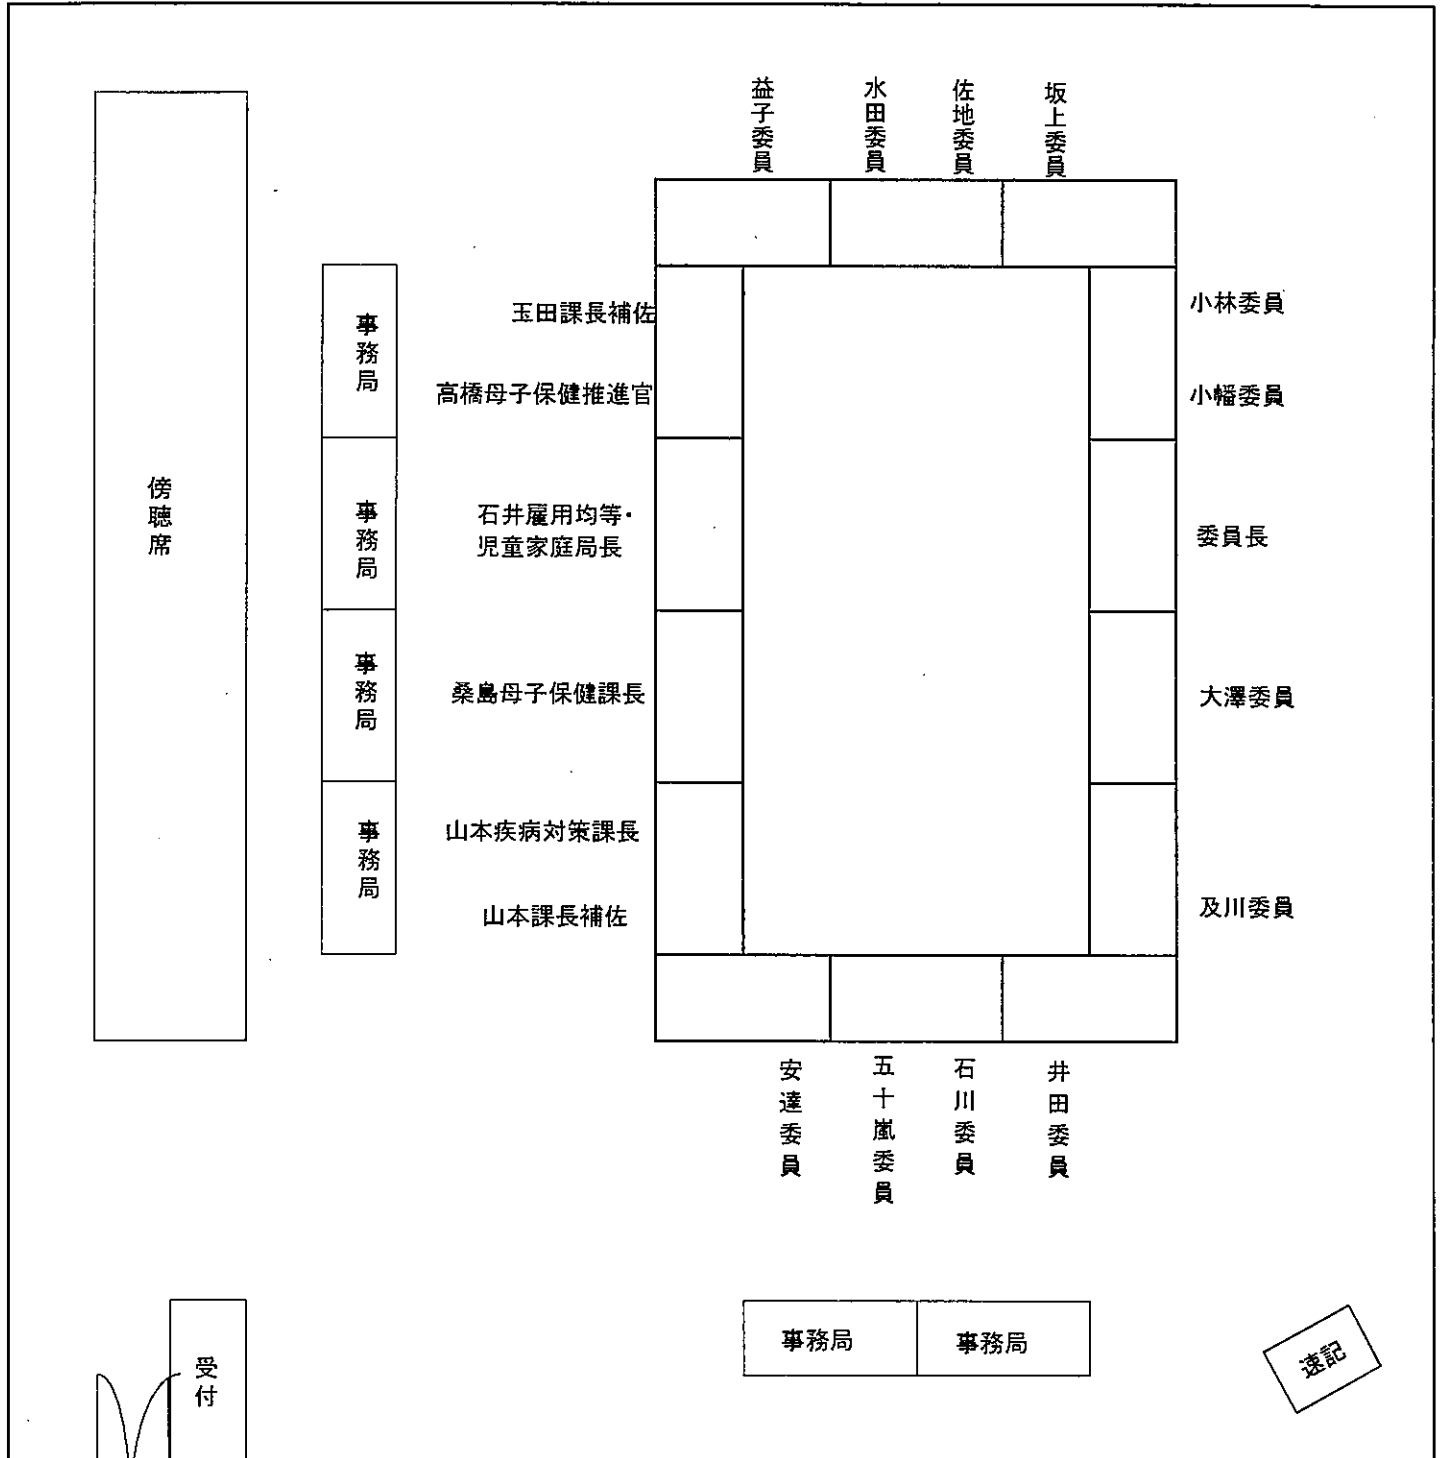 益子委員
水田委員
佐地委員
坂上委員
玉田課長補佐
高橋母子保健推進官
石井雇用均等・
児童家庭局長
桑島母子保健課長
山本疾病対策課長
山本課長補佐
小林委員
小幡委員
委員長
大澤委員
及川委員
安達委員
五十嵐委員
石川委員
井田委員
傍聴席
事務局
事務局
事務局
事務局
事務局
事務局
受付
速記